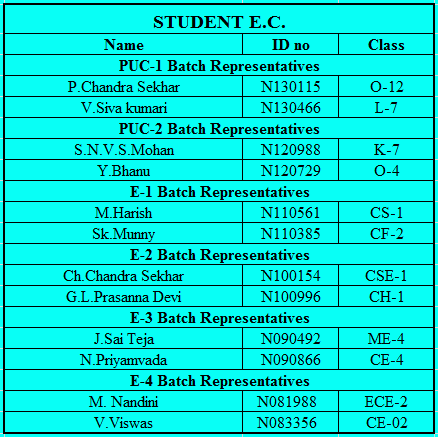 STUDENT E.C.
Name ID no Class
PUC-1 Batch Representatives
P.Chandra Sekhar N130115 O-12
V.Siva kumari N130466 L-7
PUC-2 Batch Representatives
S.N.V.S.Mohan N120988 K-7
Y.Bhanu N120729 O-4
E-1 Batch Representatives
M.Harish N110561 CS-1
Sk.Munny N110385 CF-2
E-2 Batch Representatives
Ch.Chandra Sekhar N100154 CSE-1
G.L.Prasanna Devi N100996 CH-1
E-3 Batch Representatives
J.Sai Teja N090492 ME-4
N.Priyamvada N090866 CE-4
E-4 Batch Representatives
M. Nandini N081988 ECE-2
V.Viswas N083356 CE-02